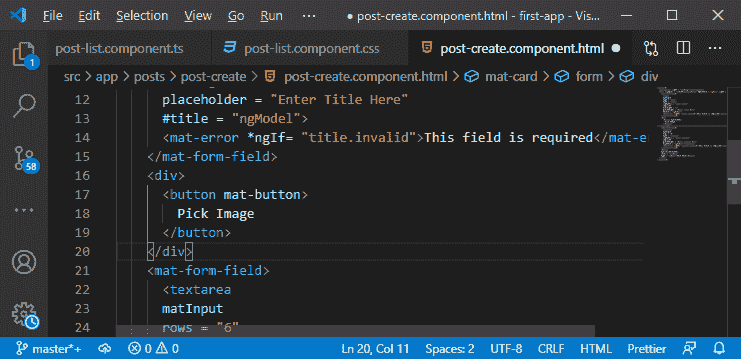 File Edit Selection View Go Run ··· ● post-create.component.html - first-app - Vis...
post-list.component.ts post-list.component.css post-create.component.html ●
src > app > posts > post-create > post-create.component.html > mat-card > form > div
12 placeholder = "Enter Title Here"
13 #title = "ngModel">
14 <mat-error *ngIf= "title.invalid">This field is required</mat-e
15 </mat-form-field>
16 <div>
17 <button mat-button>
18 Pick Image
19 </button>
20 </div>
21 <mat-form-field>
22 <textarea
23 matInput
24 rows = "6"
1
58
master*+ 0 0 Ln 20, Col 11 Spaces: 2 UTF-8 CRLF HTML Prettier